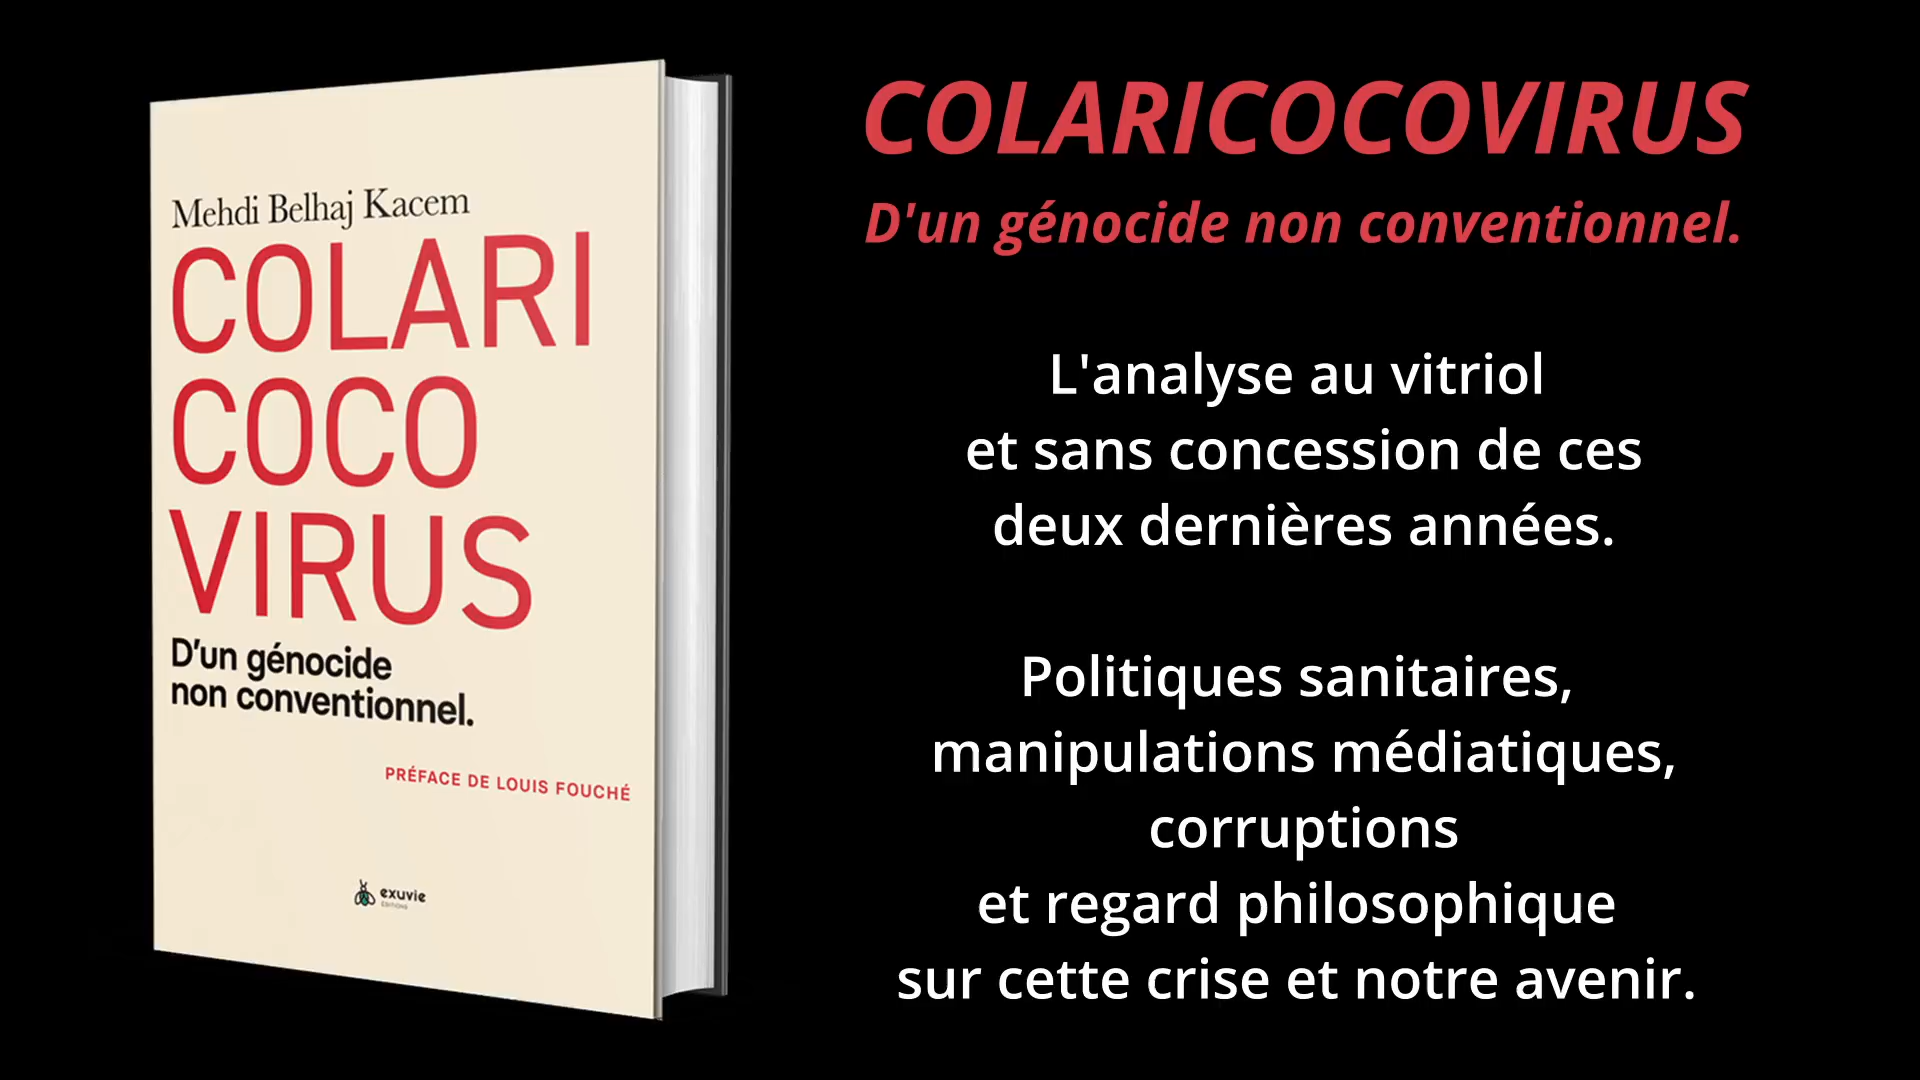 Mehdi Belhaj Kacem
COLARI
COCO
VIRUS
D'un génocide
non conventionnel.
PRÉFACE DE LOUIS FOUCHÉ
exuvie
ÉDITIONS
COLARICOCOVIRUS
D'un génocide non conventionnel.
L'analyse au vitriol
et sans concession de ces
deux dernières années.
Politiques sanitaires,
manipulations médiatiques,
corruptions
et regard philosophique
sur cette crise et notre avenir.